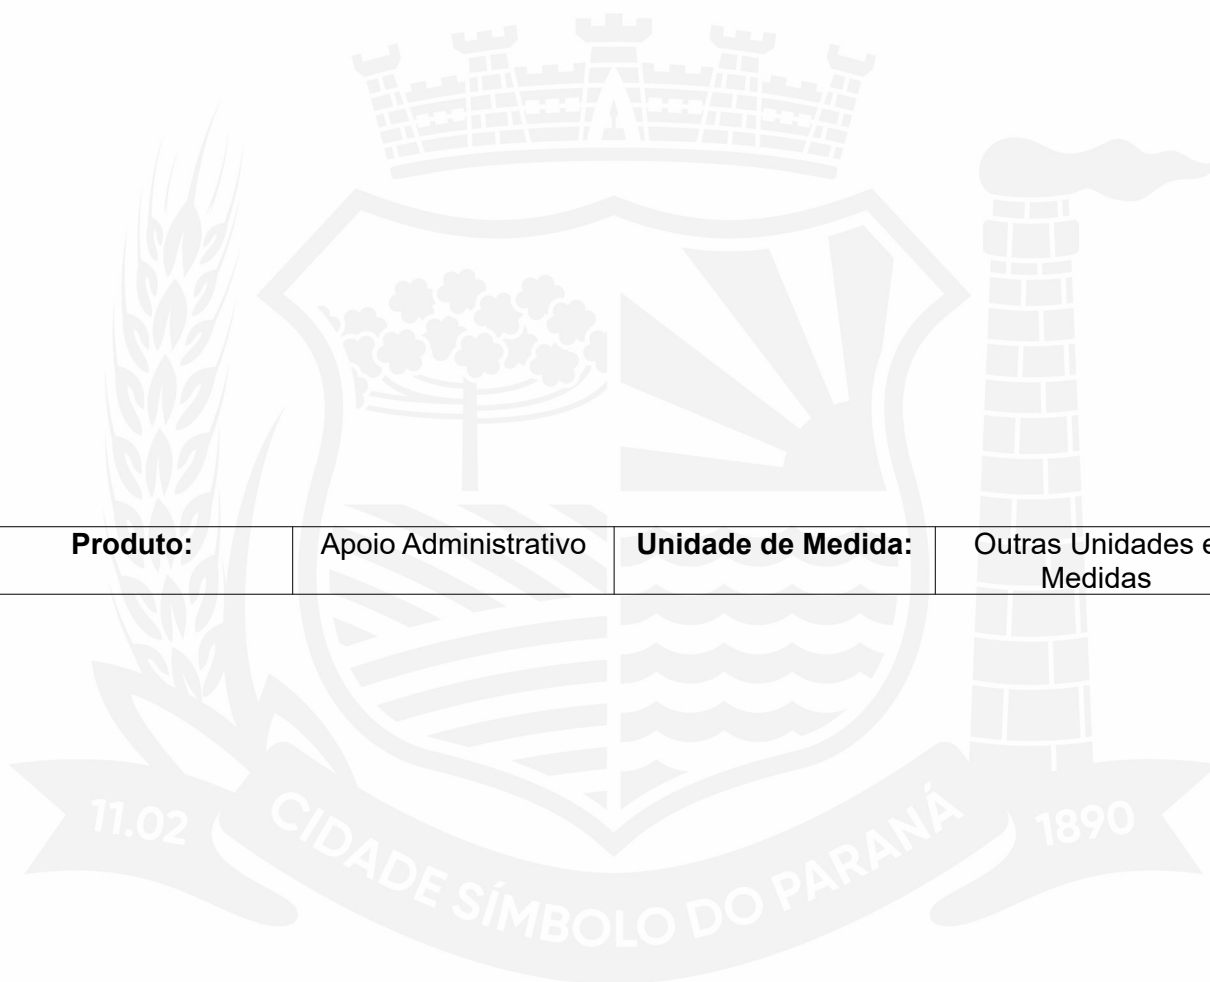 Produto: Apoio Administrativo Unidade de Medida: Outras Unidades e
Medidas
11.02 CIDADE SÍMBOLO DO PARANÁ 1890